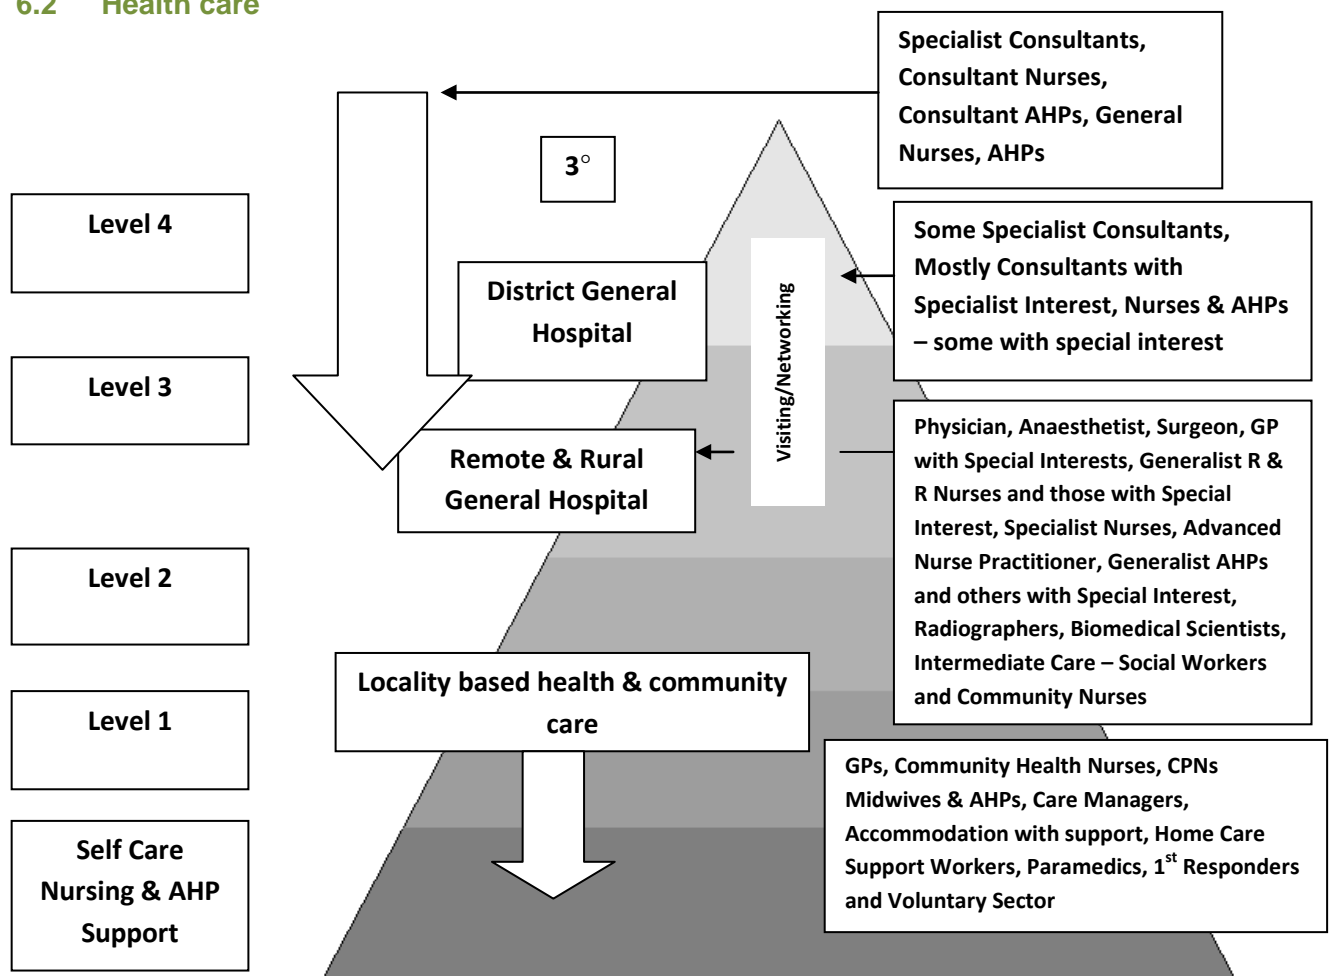 6.2 Health care
Specialist Consultants,
Consultant Nurses,
Consultant AHPs, General
Nurses, AHPs
3°
Level 4
Some Specialist Consultants,
Mostly Consultants with
Specialist Interest, Nurses & AHPs
– some with special interest
District General
Hospital
Visiting/Networking
Level 3
Physician, Anaesthetist, Surgeon, GP
with Special Interests, Generalist R &
R Nurses and those with Special
Interest, Specialist Nurses, Advanced
Nurse Practitioner, Generalist AHPs
and others with Special Interest,
Radiographers, Biomedical Scientists,
Intermediate Care – Social Workers
and Community Nurses
Remote & Rural
General Hospital
Level 2
Locality based health & community
care
Level 1
GPs, Community Health Nurses, CPNs
Midwives & AHPs, Care Managers,
Accommodation with support, Home Care
Support Workers, Paramedics, 1st Responders
and Voluntary Sector
Self Care
Nursing & AHP
Support